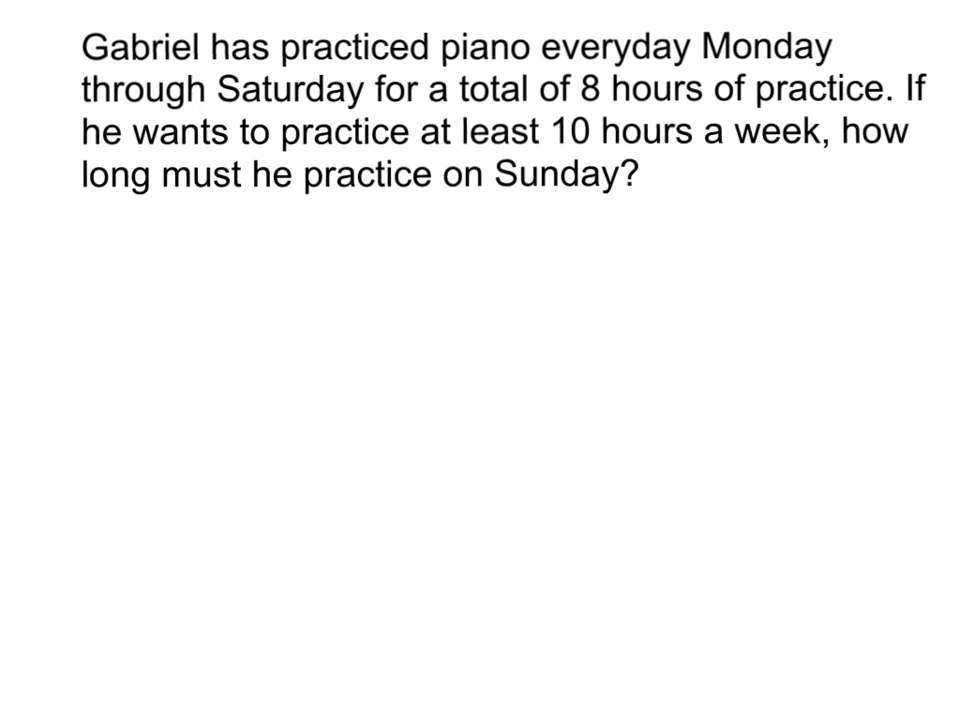 Gabriel has practiced piano everyday Monday
through Saturday for a total of 8 hours of practice. If
he wants to practice at least 10 hours a week, how
long must he practice on Sunday?